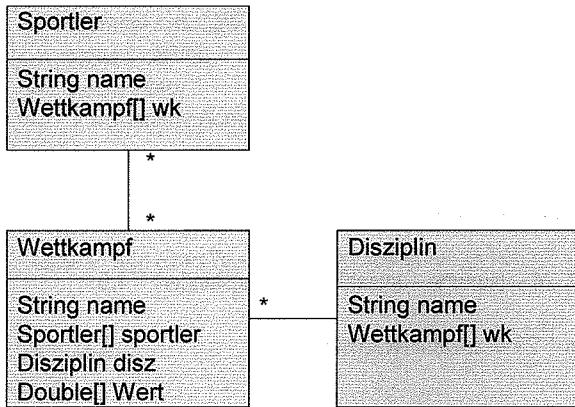 Sportler
String name
Wettkampf[] wk
*
*
Wettkampf
String name
Sportler[] sportler
Disziplin disz
Double[] Wert
*
Disziplin
String name
Wettkampf[] wk